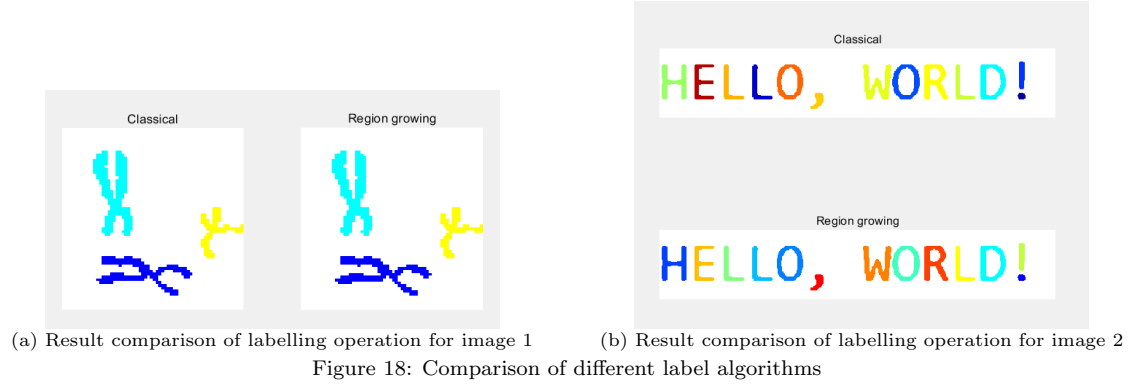 Classical
Region growing
(a) Result comparison of labelling operation for image 1
Classical
HELLO, WORLD!
Region growing
HELLO, WORLD!
(b) Result comparison of labelling operation for image 2
Figure 18: Comparison of different label algorithms